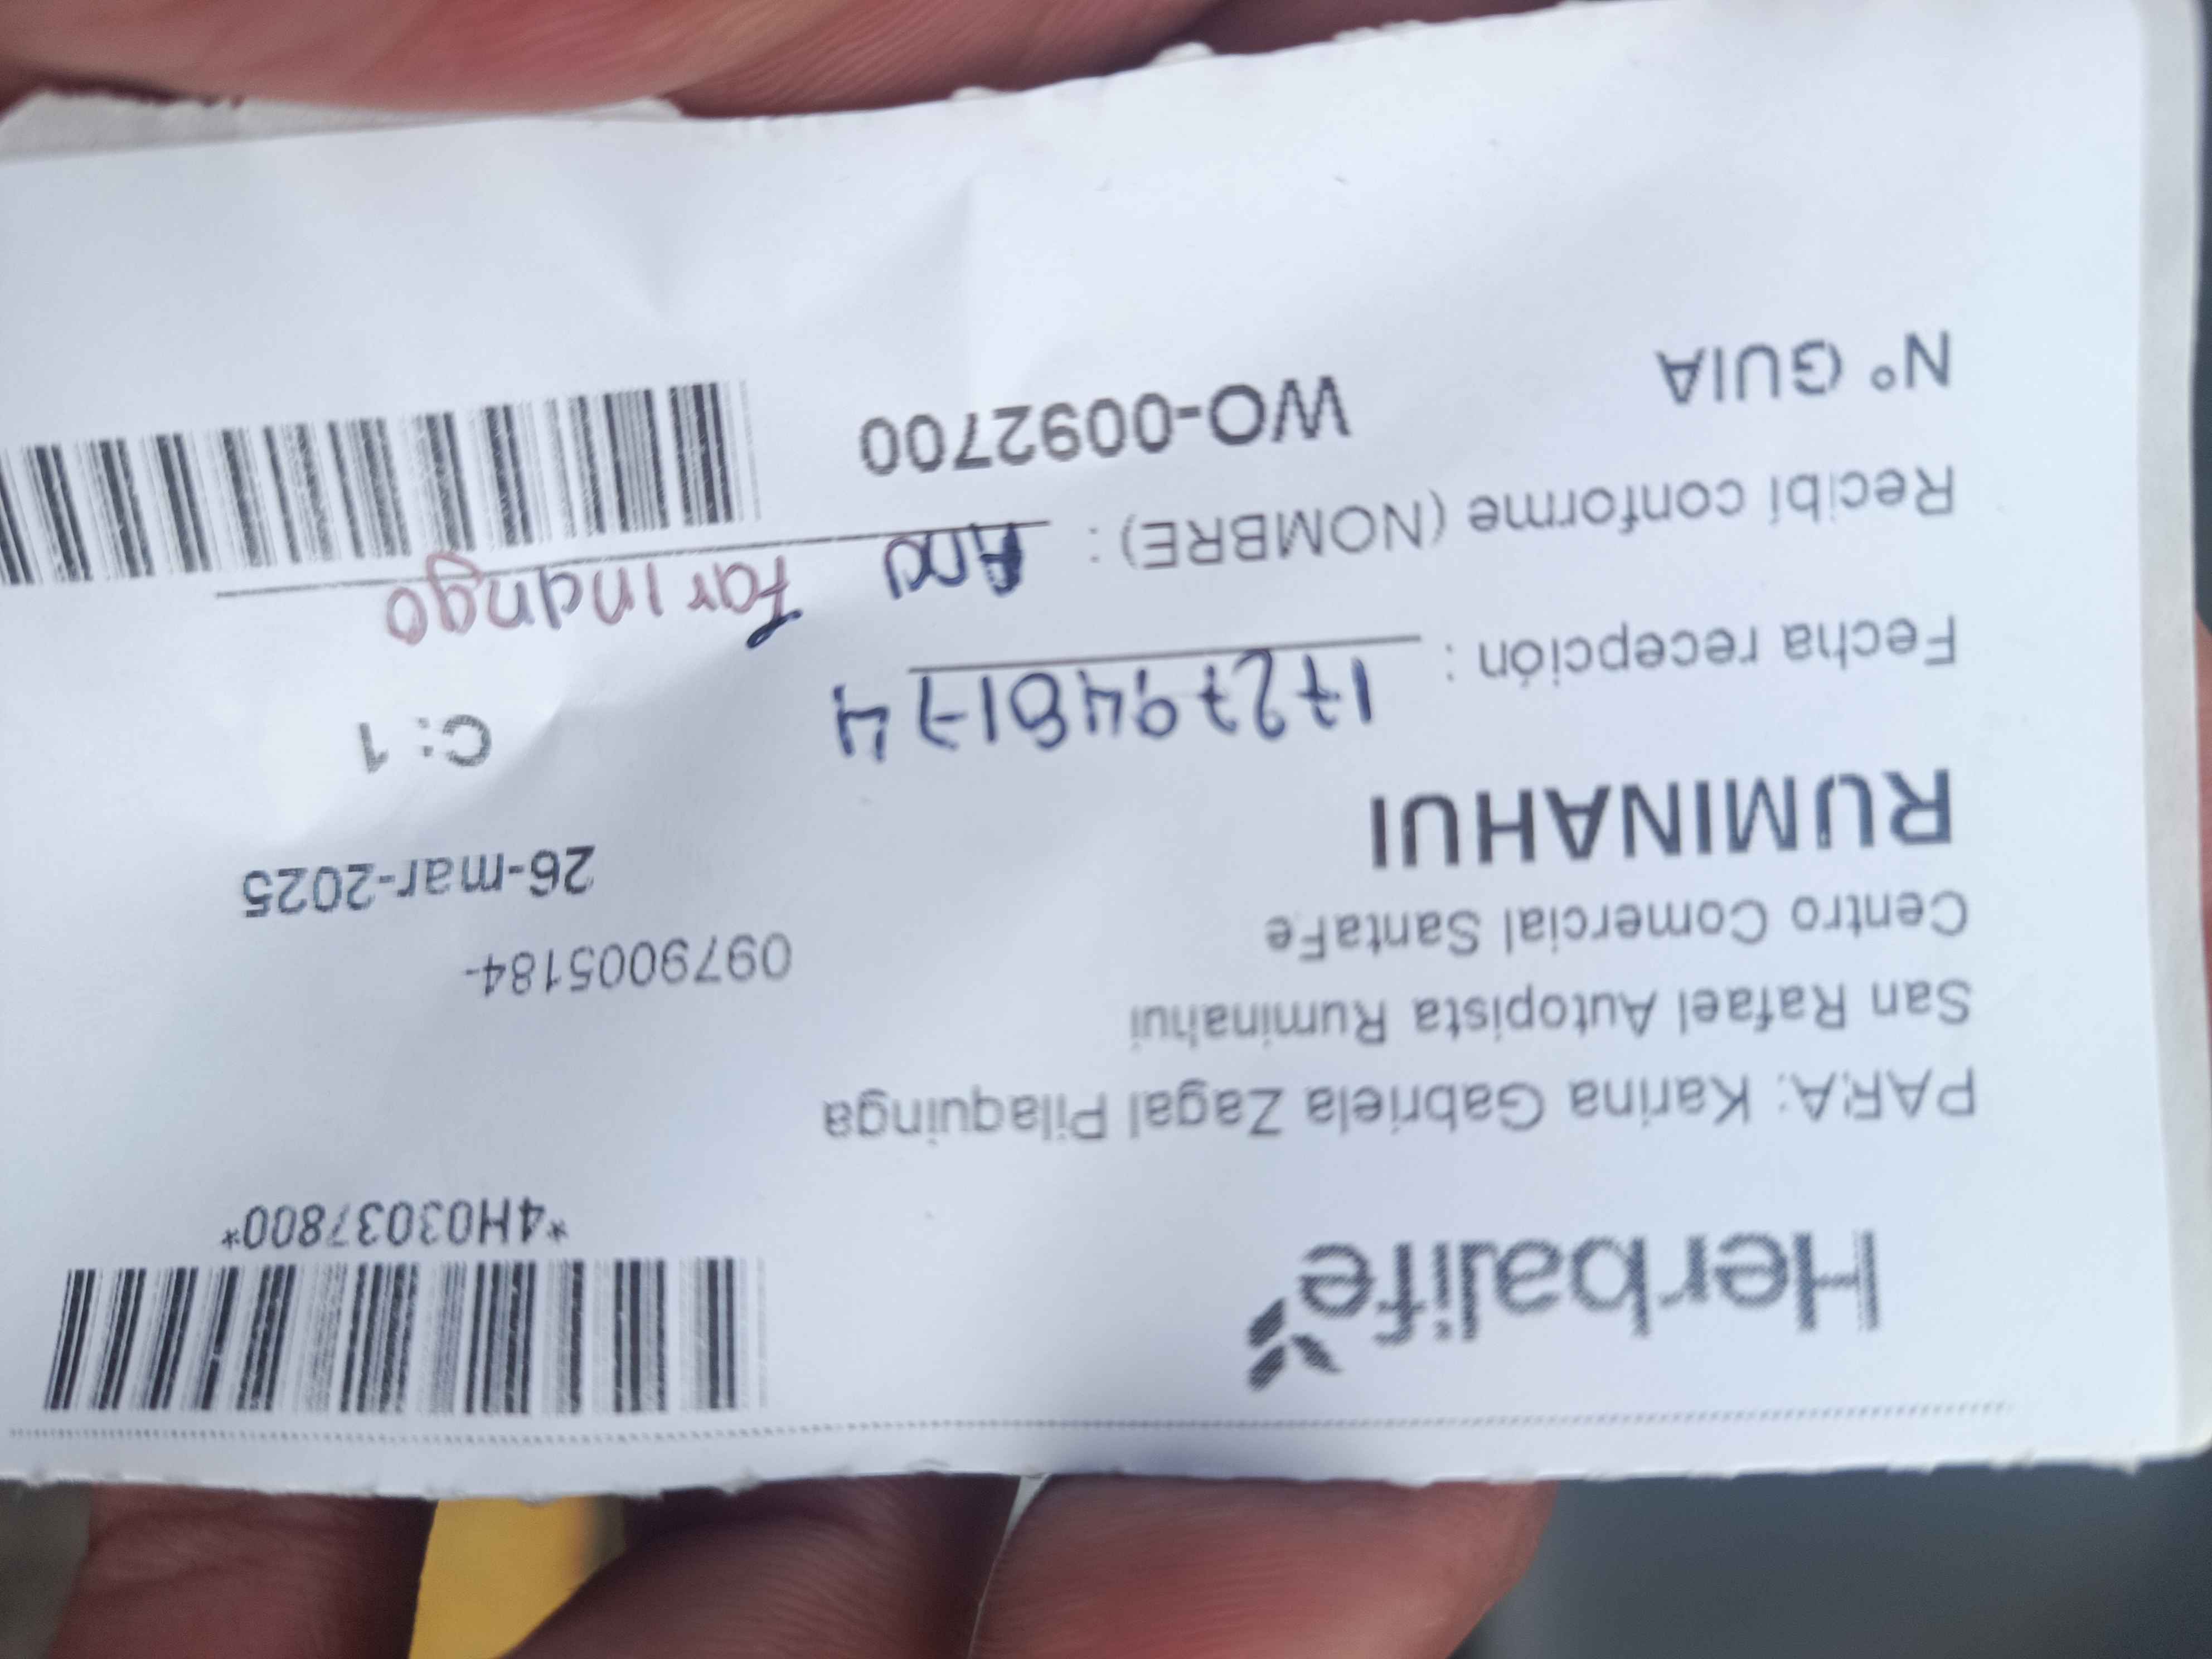 Herbalife
*4H03037800*
PARA: Karina Gabriela Zagal Pilaquinga
San Rafael Autopista Ruminahui
Centro Comercial SantaFe
0979005184-
RUMINAHUI
26-mar-2025
Fecha recepción : 1727948174
C: 1
Recibí conforme (NOMBRE) : Ana Farinango
N° GUIA
WO-0092700